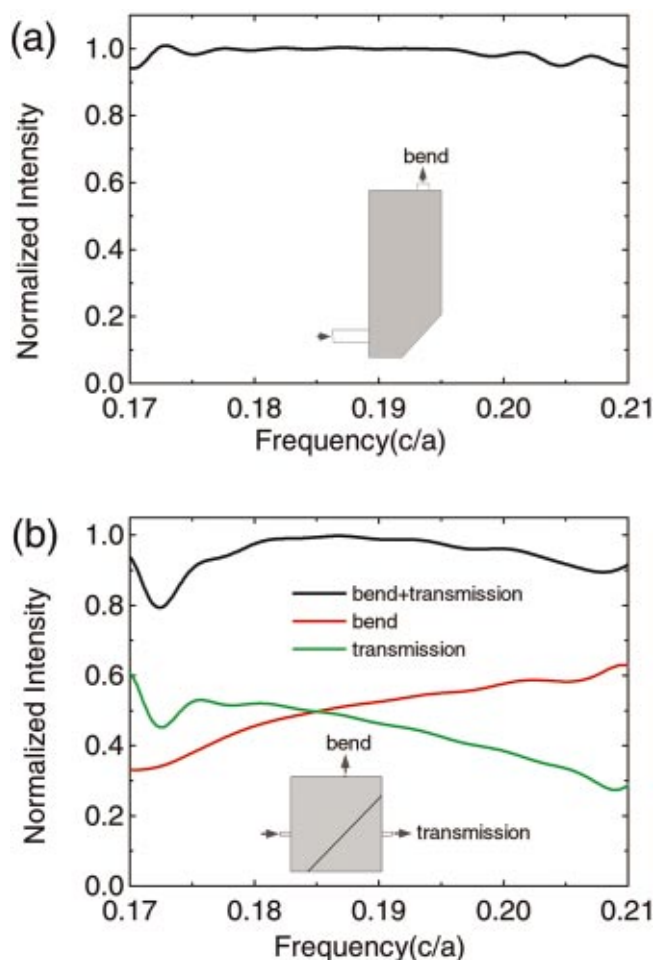 (a)
Normalized Intensity
1.0
0.8
0.6
0.4
0.2
0.0
bend
0.17 0.18 0.19 0.20 0.21
Frequency(c/a)
(b)
Normalized Intensity
1.0
0.8
0.6
0.4
0.2
0.0
bend+transmission
bend
transmission
bend
transmission
0.17 0.18 0.19 0.20 0.21
Frequency(c/a)